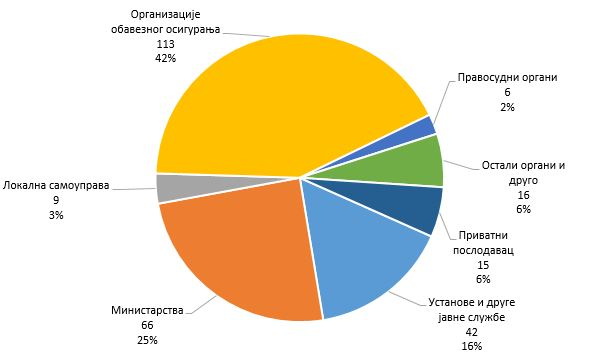 Организације
обавезног осигурања
113
42%
Правосудни органи
6
2%
Остали органи и
друго
16
6%
Приватни
послодавац
15
6%
Установе и друге
јавне службе
42
16%
Министарства
66
25%
Локална самоуправа
9
3%